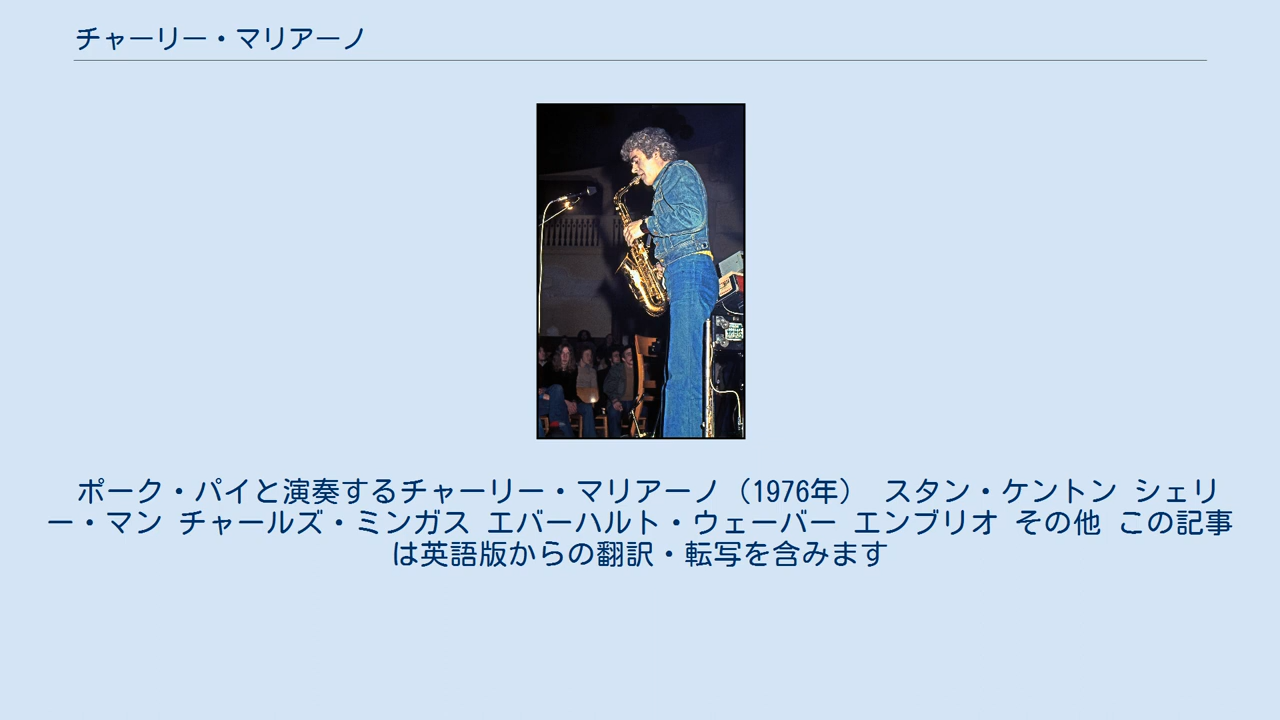 チャーリー・マリアーノ
ポーク・パイと演奏するチャーリー・マリアーノ（1976年） スタン・ケントン シェリ
ー・マン チャールズ・ミンガス エバーハルト・ウェーバー エンブリオ その他 この記事
は英語版からの翻訳・転写を含みます